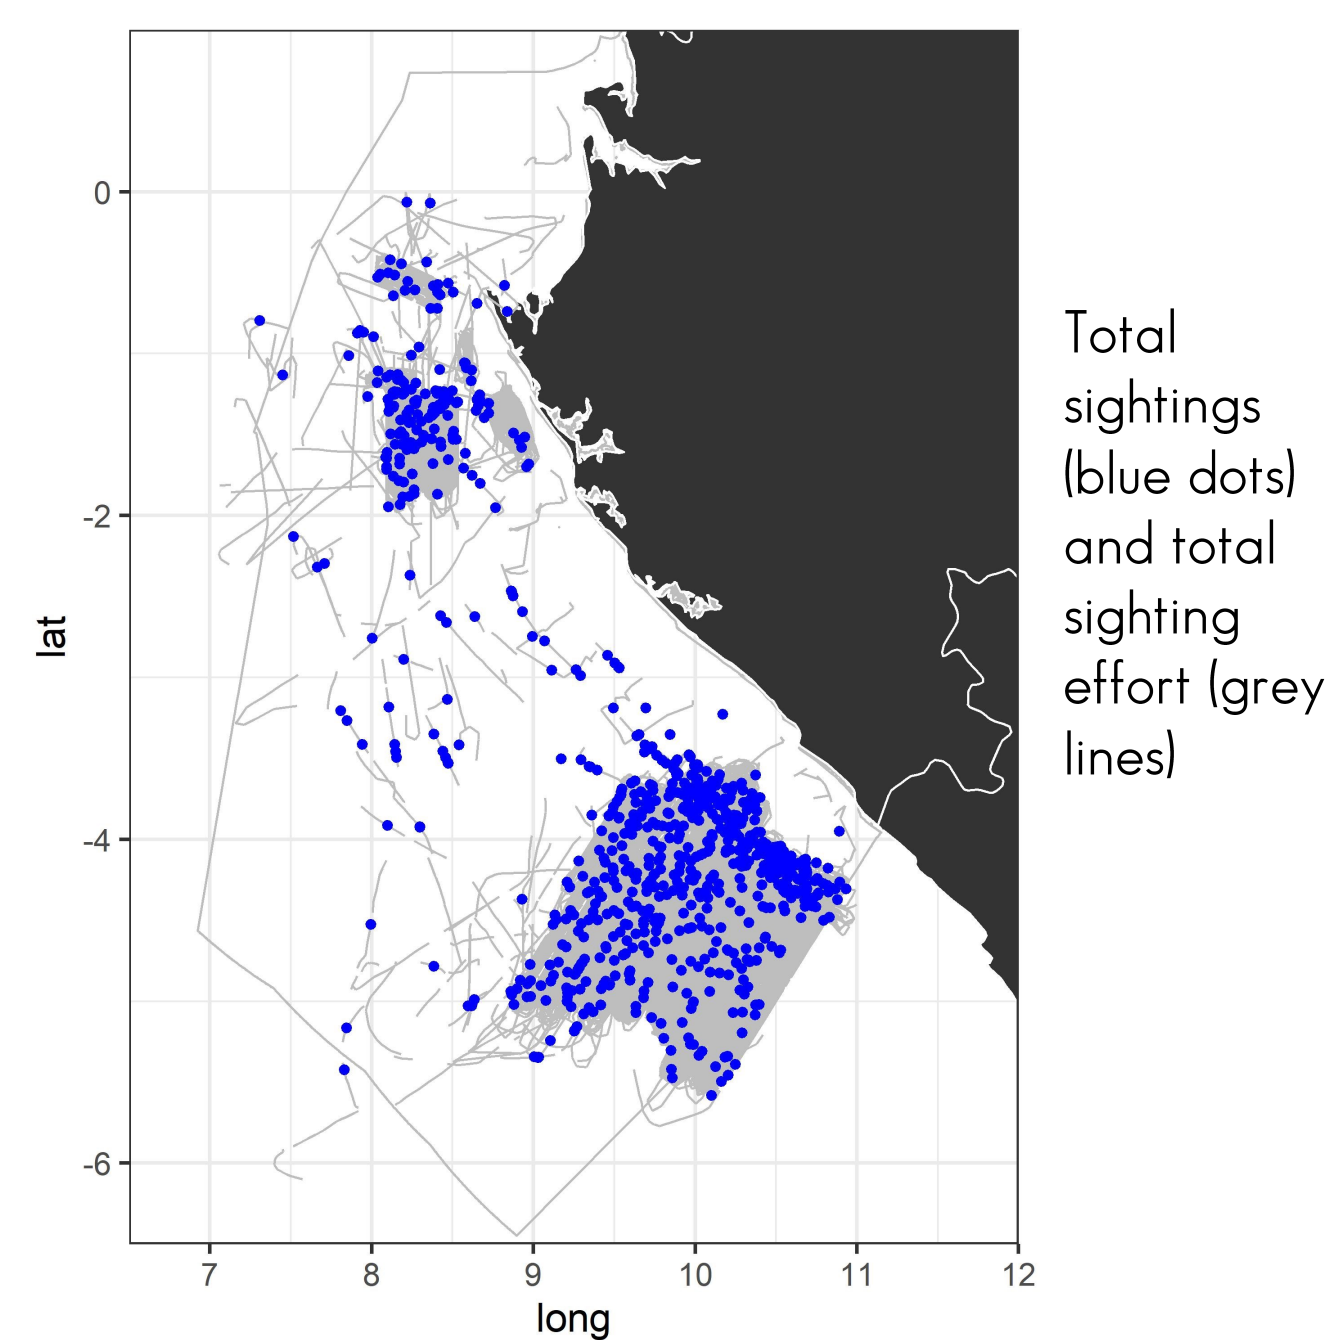 0
-2
-4
-6
lat
7
8
9
10
11
12
long
Total
sightings
(blue dots)
and total
sighting
effort (grey
lines)